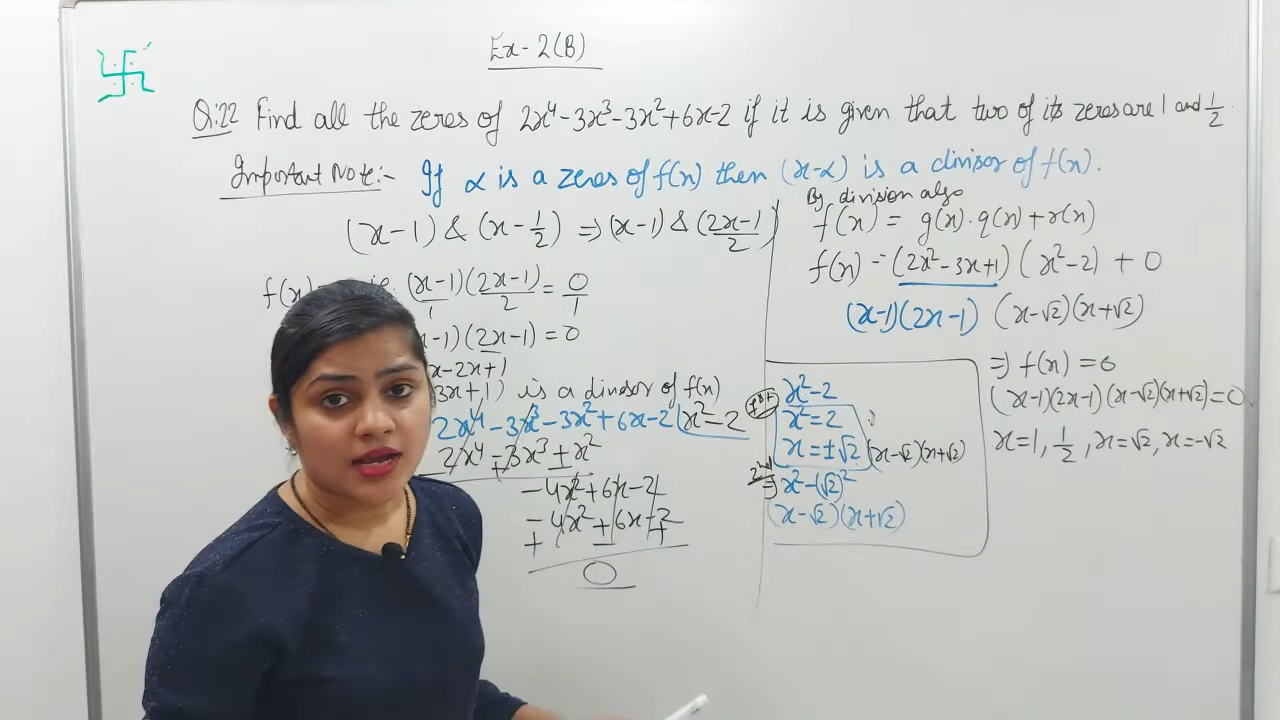 Ex-2(B)
Q:22 Find all the zeroes of 2x⁴-3x³-3x²+6x-2 if it is given that two of its zeroes are 1 and 1/2.
Important Note:- If α is a zeros of f(x) then (x-α) is a divisor of f(x).
(x-1) & (x-1/2) ⇒ (x-1) & (2x-1)/2
f(x)
(x-1)/1 (2x-1)/2 = 0/1
-1)(2x-1)=0
x-2x+1
3x+1) is a divisor of f(x)
2x⁴-3x³-3x²+6x-2 | x²-2
2x⁴-3x³+x²
- + -
-4x²+6x-2
-4x²+6x-2
+ - +
0
By division algo
f(x) = g(x).q(x)+r(x)
f(x) = (2x²-3x+1) (x²-2) + 0
(x-1)(2x-1) (x-√2)(x+√2)
1st x²-2
x²=2
x=±√2 (x-√2)(x+√2)
2nd ⇒ x²-(√2)²
(x-√2)(x+√2)
⇒ f(x) = 0
(x-1)(2x-1)(x-√2)(x+√2)=0
x=1, 1/2, x=√2, x=-√2